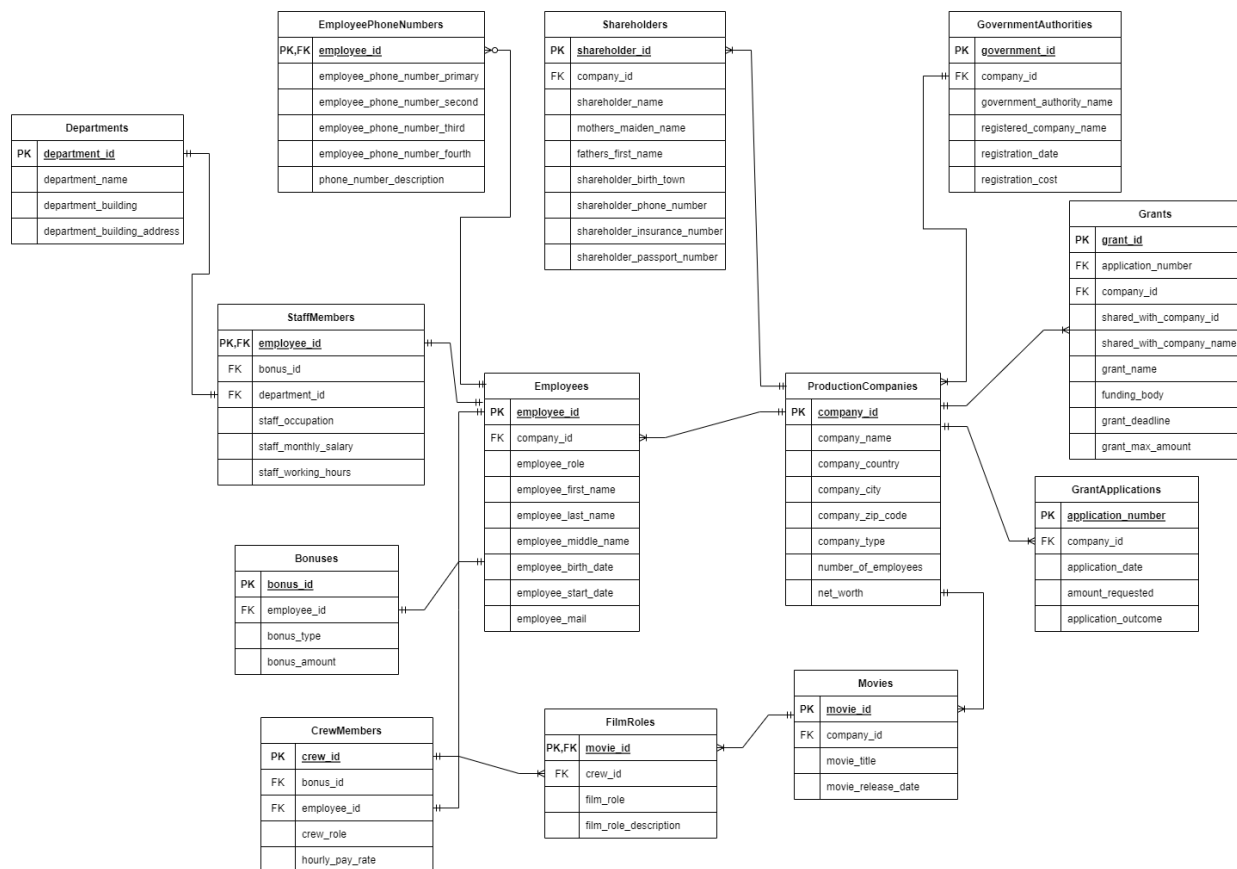 EmployeePhoneNumbers
PK,FK employee_id
employee_phone_number_primary
employee_phone_number_second
employee_phone_number_third
employee_phone_number_fourth
phone_number_description
Shareholders
PK shareholder_id
FK company_id
shareholder_name
mothers_maiden_name
fathers_first_name
shareholder_birth_town
shareholder_phone_number
shareholder_insurance_number
shareholder_passport_number
GovernmentAuthorities
PK government_id
FK company_id
government_authority_name
registered_company_name
registration_date
registration_cost
Departments
PK department_id
department_name
department_building
department_building_address
Grants
PK grant_id
FK application_number
FK company_id
shared_with_company_id
shared_with_company_name
grant_name
funding_body
grant_deadline
grant_max_amount
StaffMembers
PK,FK employee_id
FK bonus_id
FK department_id
staff_occupation
staff_monthly_salary
staff_working_hours
Employees
PK employee_id
FK company_id
employee_role
employee_first_name
employee_last_name
employee_middle_name
employee_birth_date
employee_start_date
employee_mail
ProductionCompanies
PK company_id
company_name
company_country
company_city
company_zip_code
company_type
number_of_employees
net_worth
GrantApplications
PK application_number
FK company_id
application_date
amount_requested
application_outcome
Bonuses
PK bonus_id
FK employee_id
bonus_type
bonus_amount
Movies
PK movie_id
FK company_id
movie_title
movie_release_date
FilmRoles
PK,FK movie_id
FK crew_id
film_role
film_role_description
CrewMembers
PK crew_id
FK bonus_id
FK employee_id
crew_role
hourly_pay_rate